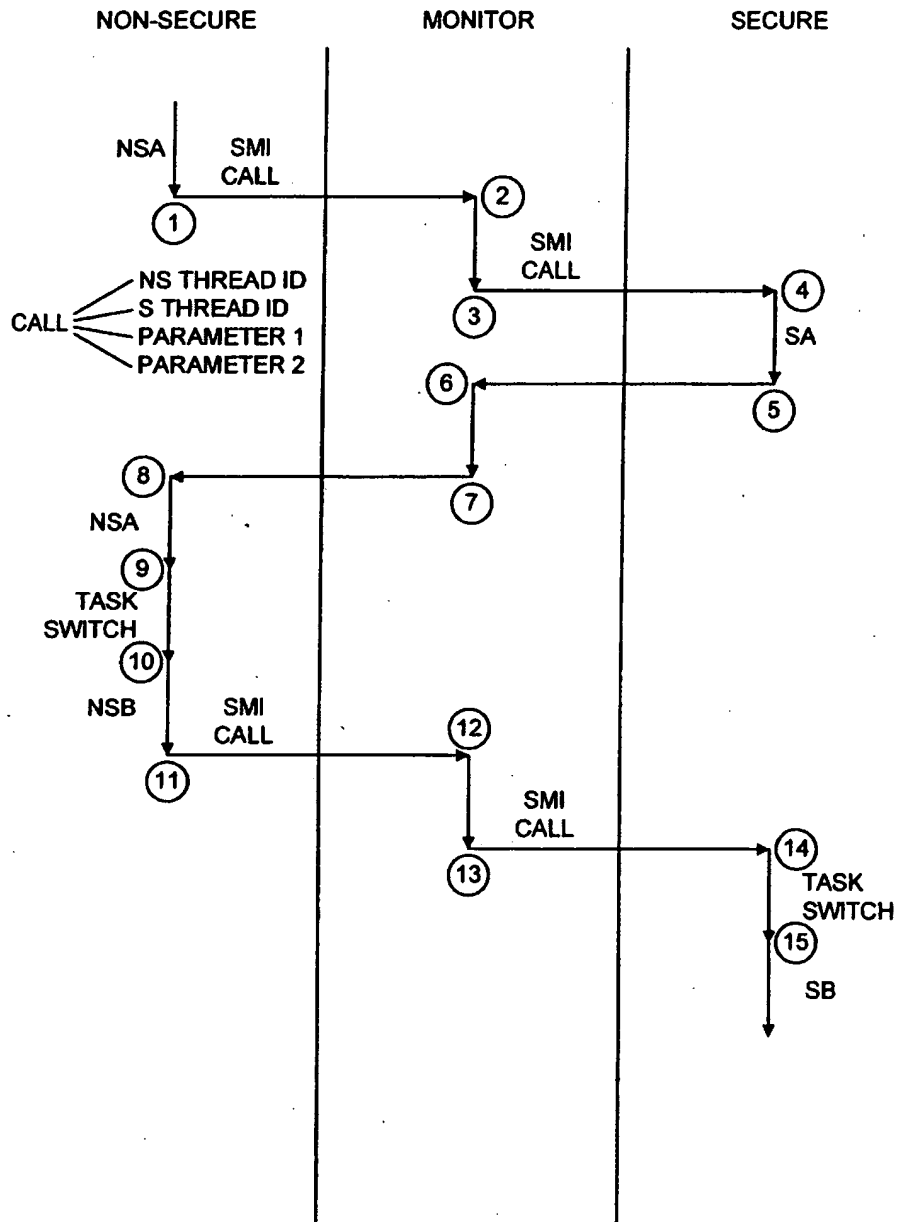 NON-SECURE
MONITOR
SECURE
NSA
SMI
CALL
1
2
SMI
CALL
3
4
NS THREAD ID
S THREAD ID
CALL
PARAMETER 1
PARAMETER 2
SA
6
5
8
7
NSA
9
TASK
SWITCH
10
NSB
SMI
CALL
12
11
SMI
CALL
13
14
TASK
SWITCH
15
SB